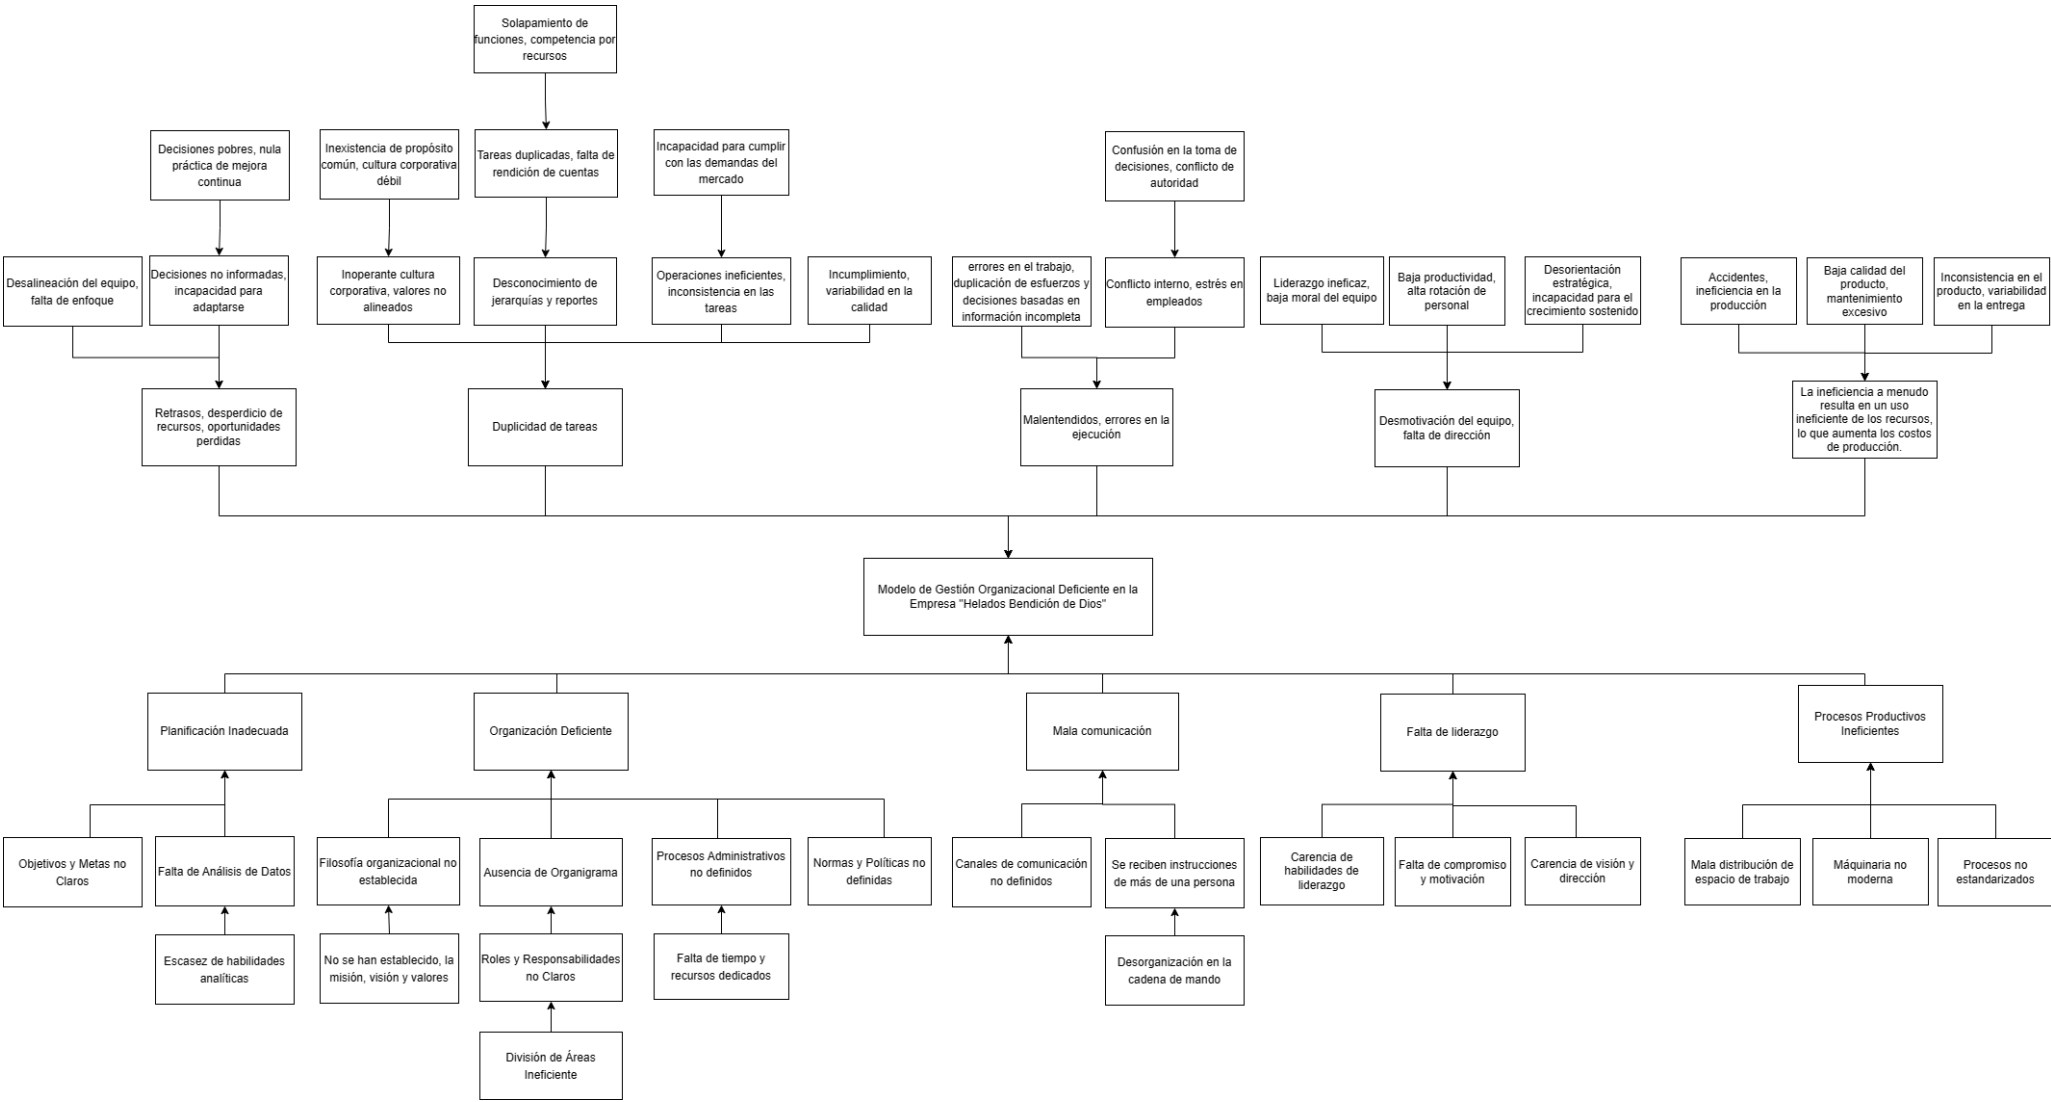 Solapamiento de
funciones, competencia por
recursos
Decisiones pobres, nula
práctica de mejora
continua
Inexistencia de propósito
común, cultura corporativa
débil
Tareas duplicadas, falta de
rendición de cuentas
Incapacidad para cumplir
con las demandas del
mercado
Confusión en la toma de
decisiones, conflicto de
autoridad
Desalineación del equipo,
falta de enfoque
Decisiones no informadas,
incapacidad para
adaptarse
Inoperante cultura
corporativa, valores no
alineados
Desconocimiento de
jerarquías y reportes
Operaciones ineficientes,
inconsistencia en las
tareas
Incumplimiento,
variabilidad en la
calidad
errores en el trabajo,
duplicación de esfuerzos y
decisiones basadas en
información incompleta
Conflicto interno, estrés en
empleados
Liderazgo ineficaz,
baja moral del equipo
Baja productividad,
alta rotación de
personal
Desorientación
estratégica,
incapacidad para el
crecimiento sostenido
Accidentes,
ineficiencia en la
producción
Baja calidad del
producto,
mantenimiento
excesivo
Inconsistencia en el
producto, variabilidad
en la entrega
Retrasos, desperdicio de
recursos, oportunidades
perdidas
Duplicidad de tareas
Malentendidos, errores en la
ejecución
Desmotivación del equipo,
falta de dirección
La ineficiencia a menudo
resulta en un uso
ineficiente de los recursos,
lo que aumenta los costos
de producción.
Modelo de Gestión Organizacional Deficiente en la
Empresa "Helados Bendición de Dios"
Planificación Inadecuada
Organización Deficiente
Mala comunicación
Falta de liderazgo
Procesos Productivos
Ineficientes
Objetivos y Metas no
Claros
Falta de Análisis de Datos
Filosofía organizacional no
establecida
Ausencia de Organigrama
Procesos Administrativos
no definidos
Normas y Políticas no
definidas
Canales de comunicación
no definidos
Se reciben instrucciones
de más de una persona
Carencia de
habilidades de
liderazgo
Falta de compromiso
y motivación
Carencia de visión y
dirección
Mala distribución de
espacio de trabajo
Máquinaria no
moderna
Procesos no
estandarizados
Escasez de habilidades
analíticas
No se han establecido, la
misión, visión y valores
Roles y Responsabilidades
no Claros
Falta de tiempo y
recursos dedicados
Desorganización en la
cadena de mando
División de Áreas
Ineficiente